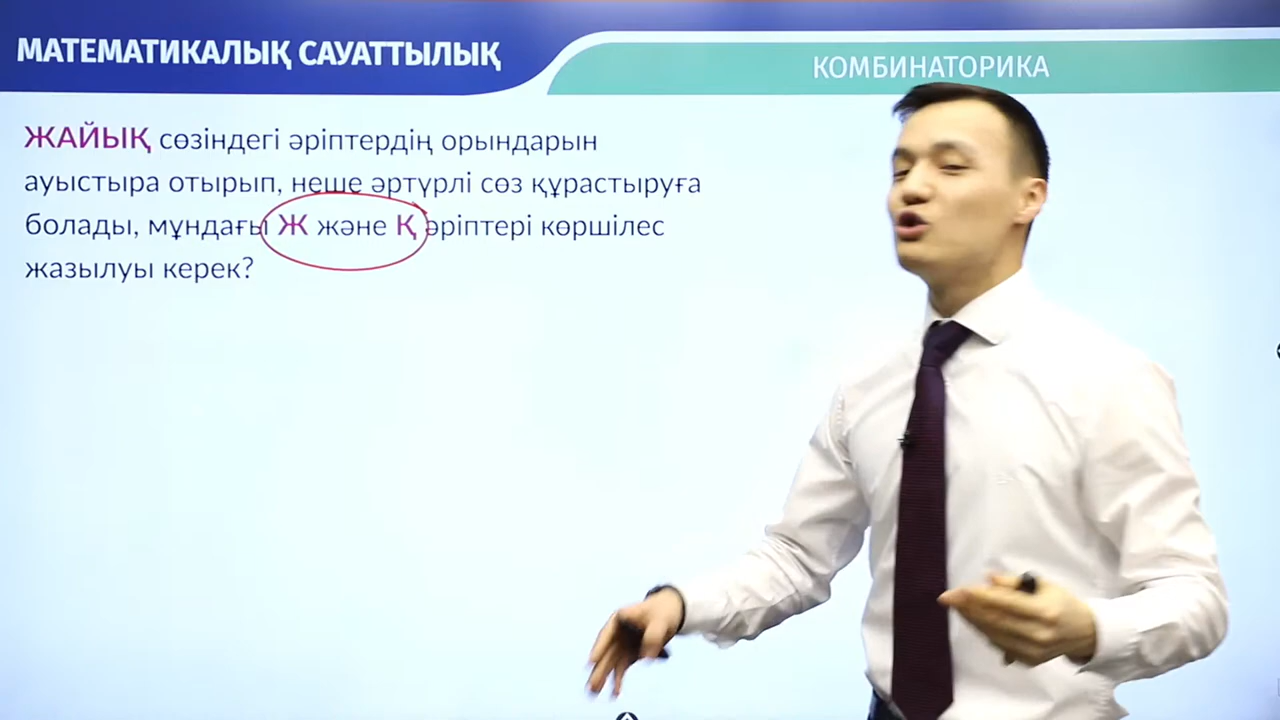 МАТЕМАТИКАЛЫҚ САУАТТЫЛЫҚ
КОМБИНАТОРИКА
ЖАЙЫҚ сөзіндегі әріптердің орындарын
ауыстыра отырып, неше әртүрлі сөз құрастыруға
болады, мұндағы Ж және Қ әріптері көршілес
жазылуы керек?